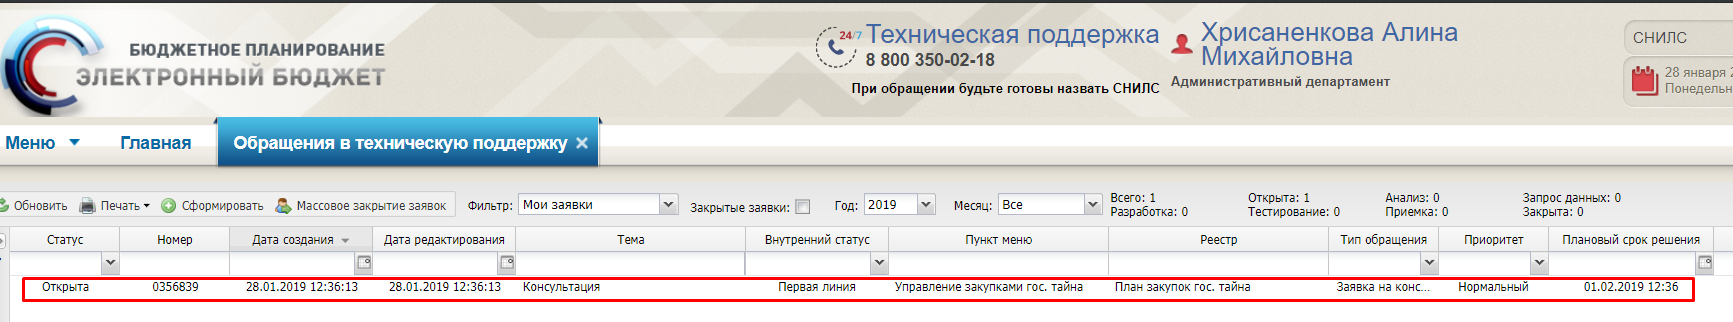 БЮДЖЕТНОЕ ПЛАНИРОВАНИЕ
ЭЛЕКТРОННЫЙ БЮДЖЕТ
24/7 Техническая поддержка
8 800 350-02-18
При обращении будьте готовы назвать СНИЛС
Хрисаненкова Алина
Михайловна
Административный департамент
СНИЛС
28 января 2
Понедельн
Меню Главная Обращения в техническую поддержку
Обновить Печать Сформировать Массовое закрытие заявок Фильтр: Мои заявки Закрытые заявки: Год: 2019 Месяц: Все
Всего: 1 Открыта: 1 Анализ: 0 Запрос данных: 0
Разработка: 0 Тестирование: 0 Приемка: 0 Закрыта: 0
Статус Номер Дата создания Дата редактирования Тема Внутренний статус Пункт меню Реестр Тип обращения Приоритет Плановый срок решения
Открыта 0356839 28.01.2019 12:36:13 28.01.2019 12:36:13 Консультация Первая линия Управление закупками гос. тайна План закупок гос. тайна Заявка на конс... Нормальный 01.02.2019 12:36